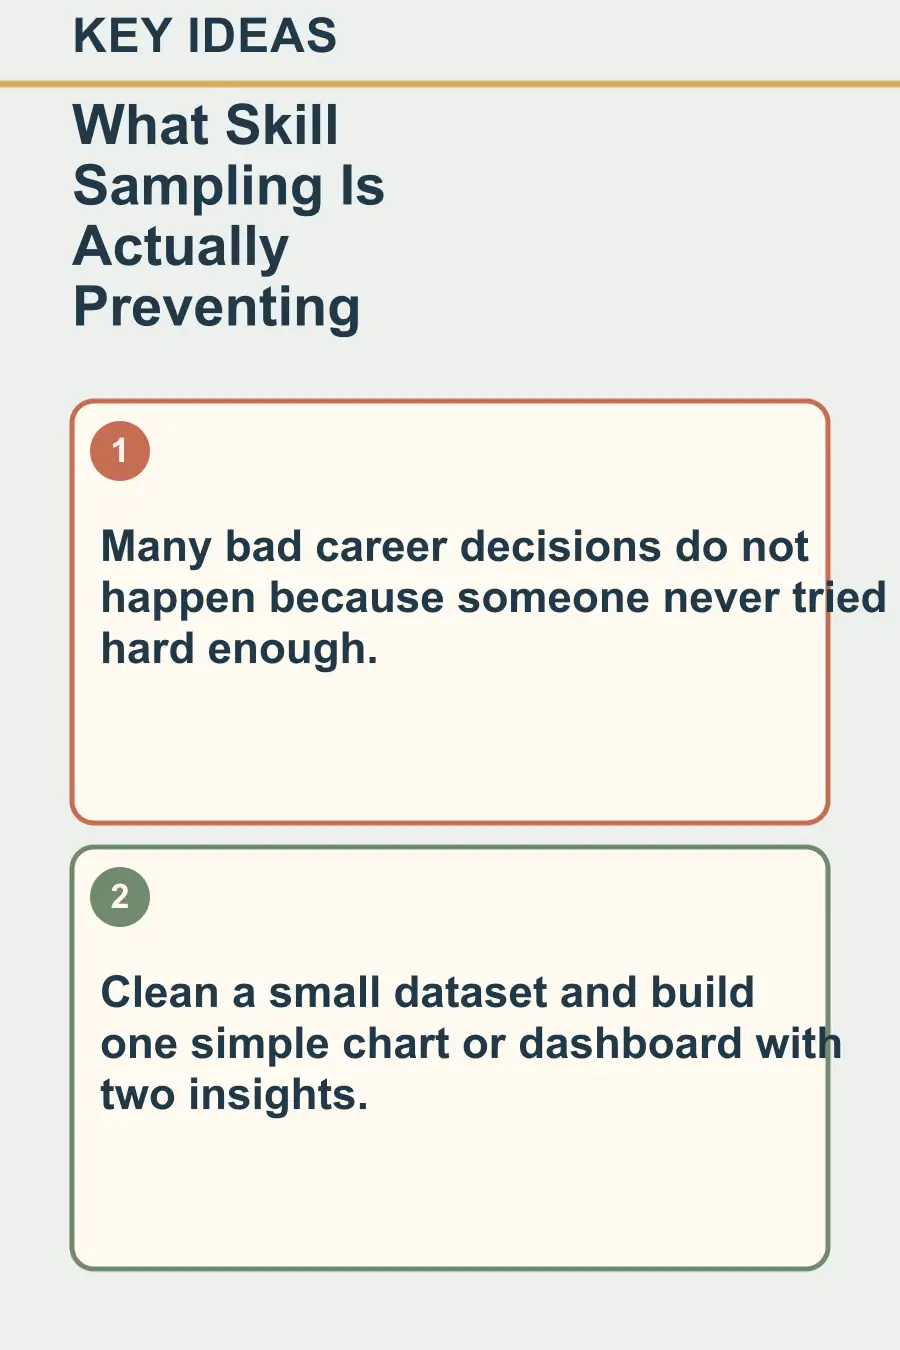 KEY IDEAS
What Skill
Sampling Is
Actually
Preventing
1
Many bad career decisions do not
happen because someone never tried
hard enough.
2
Clean a small dataset and build
one simple chart or dashboard with
two insights.